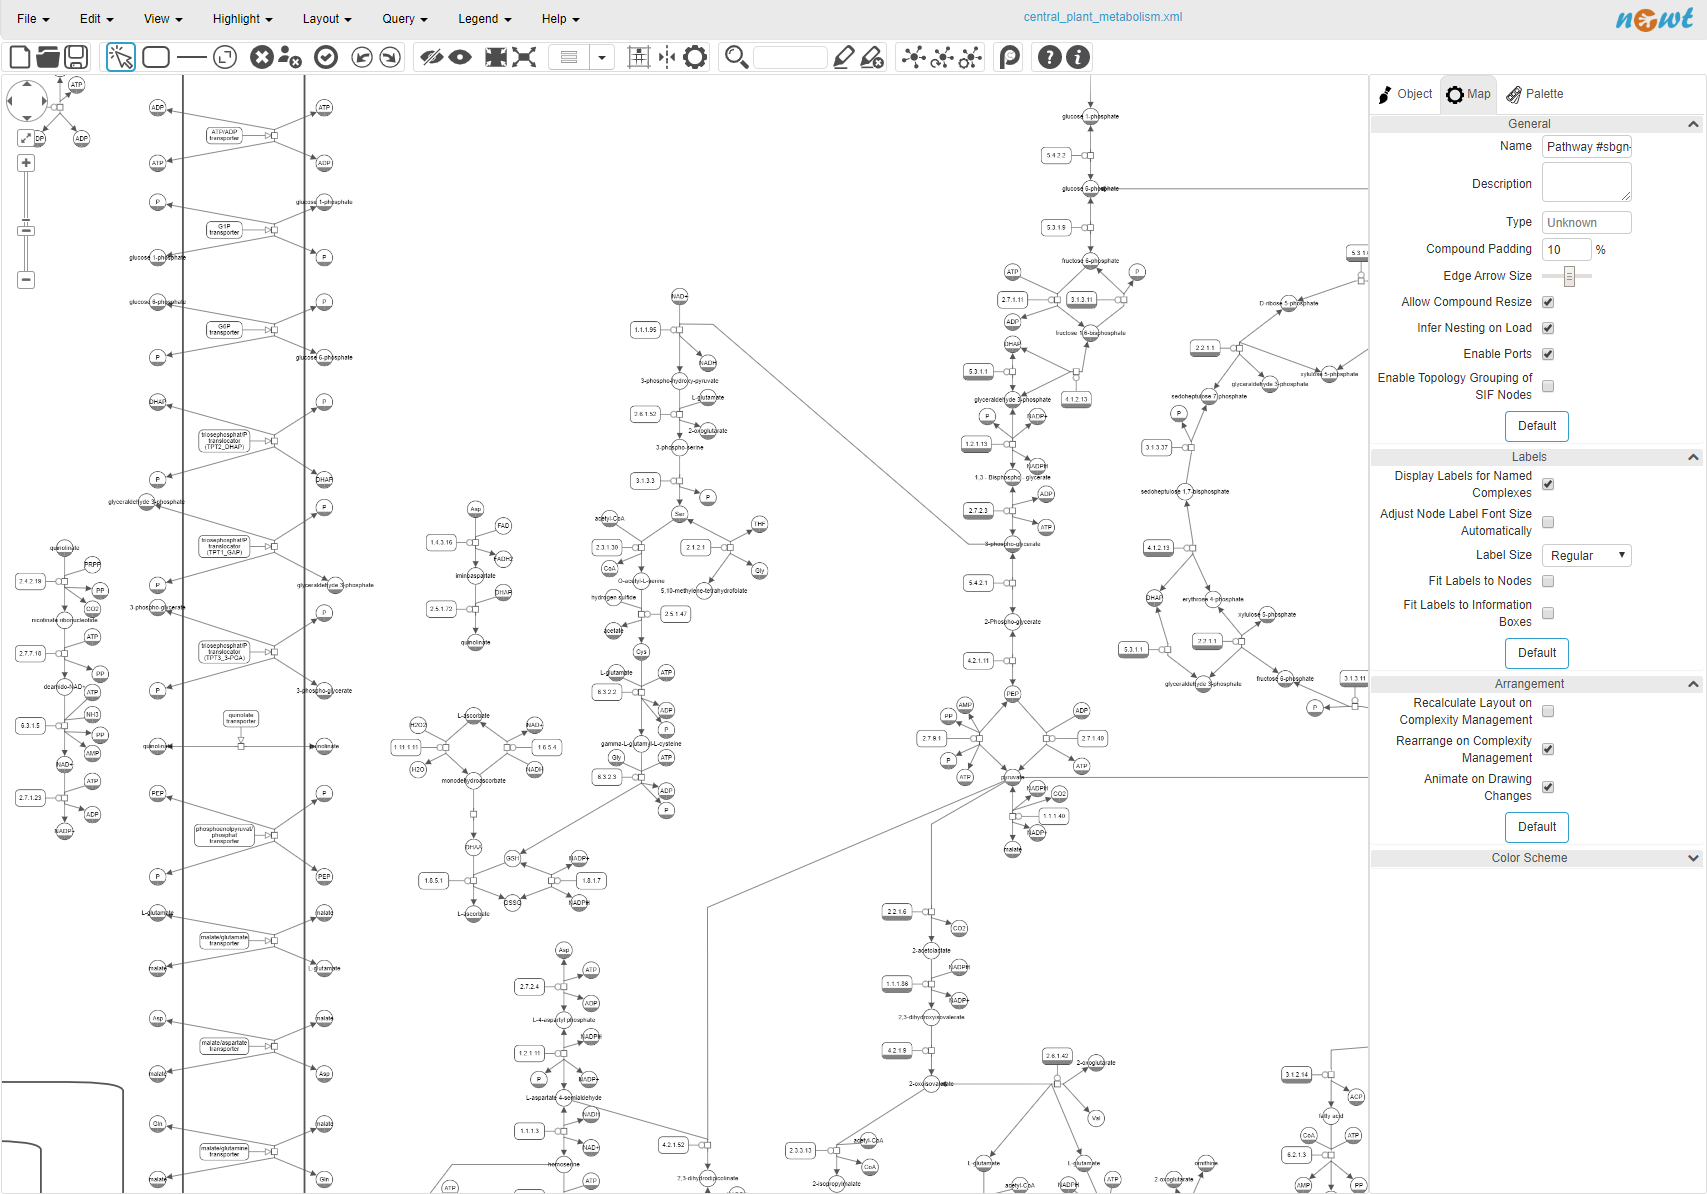 File
Edit
View
Highlight
Layout
Query
Legend
Help
central_plant_metabolism.xml
newt
Object
Map
Palette
General
Name
Pathway #sbgn-
Description
Type
Unknown
Compound Padding
10
%
Edge Arrow Size
Allow Compound Resize
Infer Nesting on Load
Enable Ports
Enable Topology Grouping of
SIF Nodes
Default
Labels
Display Labels for Named
Complexes
Adjust Node Label Font Size
Automatically
Label Size
Regular
Fit Labels to Nodes
Fit Labels to Information
Boxes
Default
Arrangement
Recalculate Layout on
Complexity Management
Rearrange on Complexity
Management
Animate on Drawing
Changes
Default
Color Scheme
ATP
ADP
quinolinate
PRPP
2.4.2.19
PP
CO2
nicotinate ribonucleotide
ATP
2.7.7.18
PP
deamido-NAD+
ATP
NH3
6.3.1.5
PP
AMP
NAD+
ATP
2.7.1.23
ADP
NADP+
ADP
ATP
ATP/ADP
transporter
ATP
ADP
P
glucose 1-phosphate
G1P
transporter
glucose 1-phosphate
P
glucose 6-phosphate
P
G6P
transporter
P
glucose 6-phosphate
DHAP
P
triosephosphat/P
translocator
(TPT2_DHAP)
P
DHAP
glyceraldehyde 3-phosphate
P
triosephosphat/P
translocator
(TPT1_GAP)
P
glyceraldehyde 3-phosphate
3-phospho-glycerate
P
triosephosphat/P
translocator
(TPT3_3-PGA)
P
3-phospho-glycerate
quinolate
transporter
quinolinate
quinolinate
PEP
P
phosphoenolpyruvat/
phosphat
transporter
P
PEP
L-glutamate
malate
malate/glutamate
transporter
malate
L-glutamate
Asp
malate
malate/aspartate
transporter
malate
Asp
Gln
malate
malate/glutamine
transporter
malate
Gln
Asp
FAD
1.4.3.16
FADH2
iminoaspartate
DHAP
2.5.1.72
quinolinate
L-ascorbate
H2O2
NAD+
1.11.1.11
1.6.5.4
H2O
NADH
monodehydroascorbate
DHAA
GSH
NADP+
1.8.5.1
1.8.1.7
GSSG
NADPH
L-ascorbate
NAD+
1.1.1.95
NADH
3-phospho-hydroxy-pyruvate
L-glutamate
2.6.1.52
2-oxoglutarate
3-phospho-serine
3.1.3.3
P
Ser
acetyl-CoA
THF
2.3.1.30
2.1.2.1
CoA
Gly
O-acetyl-L-serine
5,10-methylene-tetrahydrofolate
hydrogen sulfide
2.5.1.47
acetate
Cys
L-glutamate
ATP
6.3.2.2
ADP
P
gamma-L-glutamyl-L-cysteine
Gly
ATP
6.3.2.3
ADP
P
Asp
ATP
2.7.2.4
ADP
L-4-aspartyl phosphate
NADPH
1.2.1.11
P
NADP+
L-aspartate 4-semialdehyde
NADH
1.1.1.3
NAD+
homoserine
ATP
ATP
4.2.1.52
2,3-dihydrodipicolinate
glucose 1-phosphate
5.4.2.2
glucose 6-phosphate
5.3.1.9
fructose 6-phosphate
ATP
P
2.7.1.11
3.1.3.11
ADP
fructose 1,6-bisphosphate
DHAP
5.3.1.1
4.1.2.13
glyceraldehyde 3-phosphate
P
NADP+
1.2.1.13
NADPH
1,3 - Bisphospho - glycerate
ADP
2.7.2.3
ATP
3-phospho-glycerate
5.4.2.1
2-Phospho-glycerate
4.2.1.11
PEP
AMP
ADP
PP
2.7.9.1
2.7.1.40
P
ATP
ATP
pyruvate
NADPH
CO2
1.1.1.40
NADP+
malate
2.2.1.6
CO2
2-acetolactate
NADPH
1.1.1.86
NADP+
2,3-dihydroxyisovalerate
4.2.1.9
2-oxoisovalerate
2.6.1.42
2-oxoglutarate
Val
L-glutamate
L-glutamate
2.3.3.13
acetyl-CoA
CoA
2-isopropylmalate
acetyl-CoA
NADPH
ATP
ornithine
2-oxoglutarate
3.1.2.14
ACP
fatty acid
CoA
ATP
6.2.1.3
AMP
PP
D-ribose 5-phosphate
2.2.1.1
xylulose 5-phosphate
glyceraldehyde 3-phosphate
sedoheptulose 7-phosphate
P
3.1.3.37
sedoheptulose 1,7-bisphosphate
4.1.2.13
DHAP
erythrose 4-phosphate
xylulose 5-phosphate
2.2.1.1
5.3.1.1
glyceraldehyde 3-phosphate
fructose 6-phosphate
3.1.3.11
P